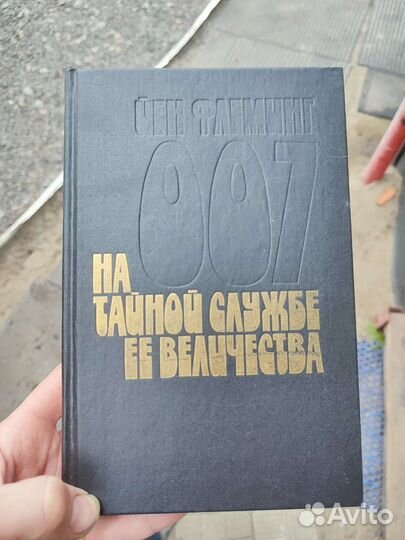 ЙЕН ФЛЕМИНГ
007
НА
ТАЙНОЙ СЛУЖБЕ
ЕЕ ВЕЛИЧЕСТВА
Avito